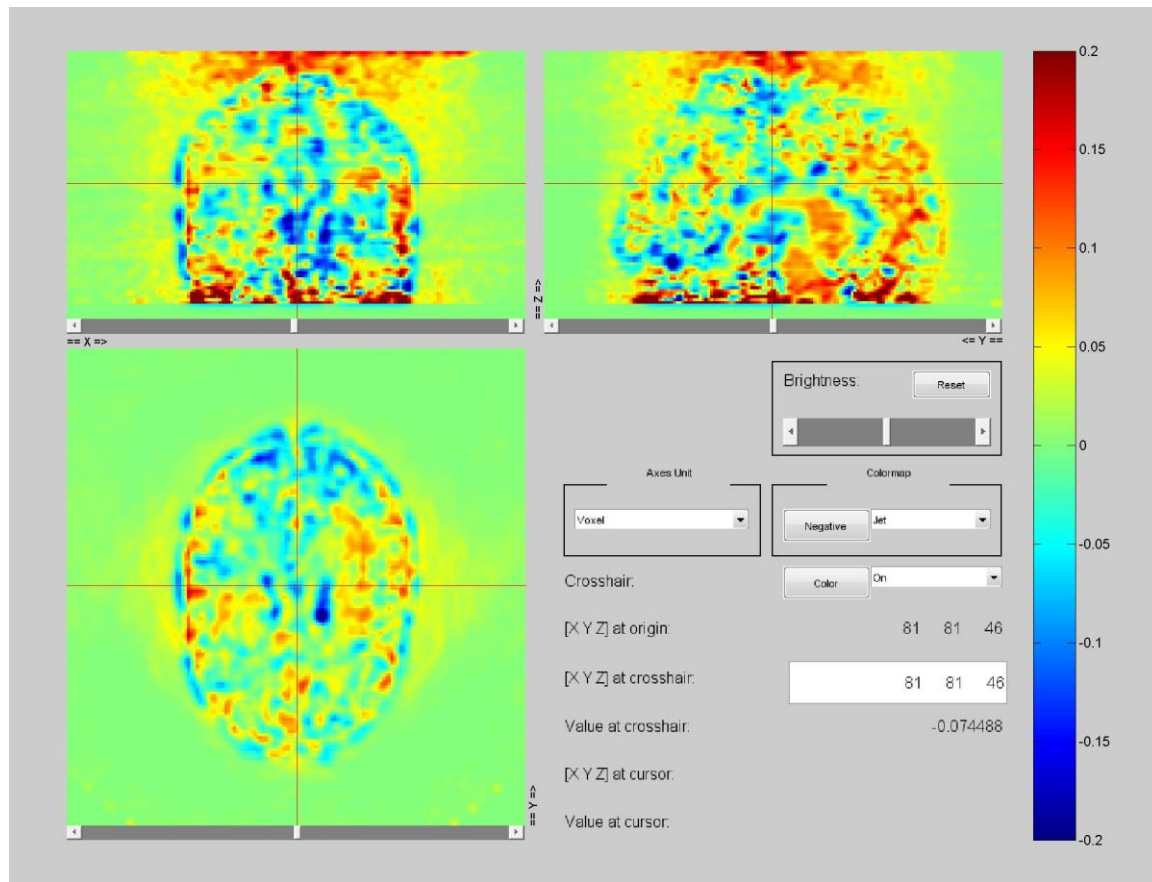 0.2
0.15
0.1
0.05
0
-0.05
-0.1
-0.15
-0.2
== Z =>
== X =>
<= Y ==
Brightness:
Reset
Axes Unit
Colormap
Voxel
Negative
Jet
Crosshair:
Color
On
[X Y Z] at origin:
81 81 46
[X Y Z] at crosshair:
81 81 46
Value at crosshair:
-0.074488
[X Y Z] at cursor:
== Y =>
Value at cursor: